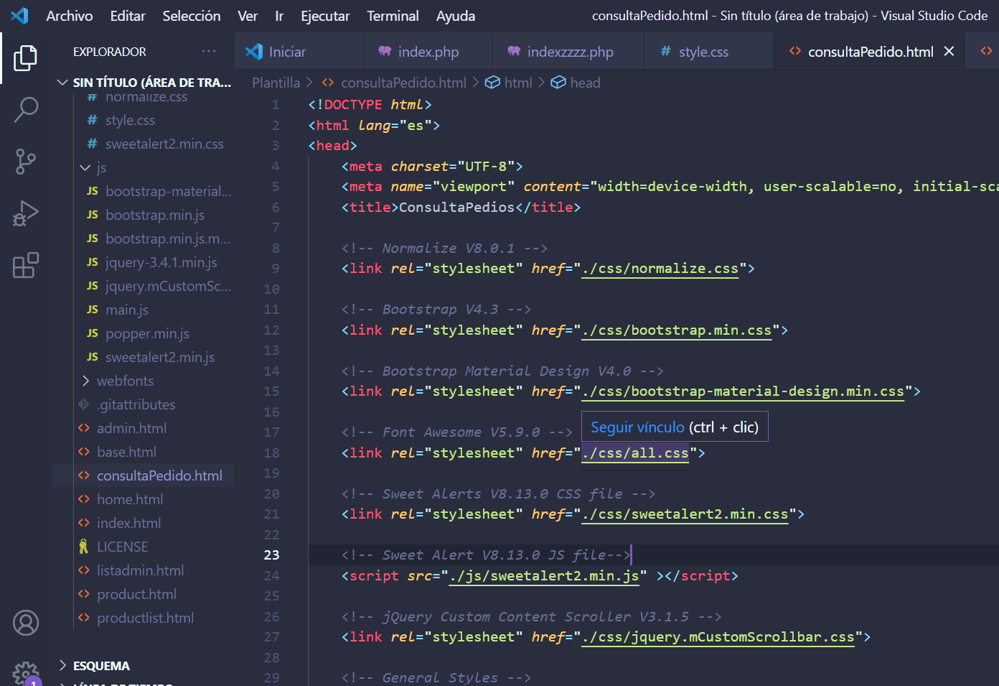 Archivo Editar Selección Ver Ir Ejecutar Terminal Ayuda
consultaPedido.html - Sin título (área de trabajo) - Visual Studio Code
EXPLORADOR ···
Iniciar
index.php
indexzzzz.php
# style.css
<> consultaPedido.html ×
<>
SIN TÍTULO (ÁREA DE TRA...
# normalize.css
# style.css
# sweetalert2.min.css
js
JS bootstrap-material...
JS bootstrap.min.js
JS bootstrap.min.js.m...
JS jquery-3.4.1.min.js
JS jquery.mCustomSc...
JS main.js
JS popper.min.js
JS sweetalert2.min.js
webfonts
.gitattributes
<> admin.html
<> base.html
<> consultaPedido.html
<> home.html
<> index.html
LICENSE
<> listadmin.html
<> product.html
<> productlist.html
ESQUEMA
LÍNEA DE TIEMPO
1
Plantilla > <> consultaPedido.html > html > head
1 <!DOCTYPE html>
2 <html lang="es">
3 <head>
4 <meta charset="UTF-8">
5 <meta name="viewport" content="width=device-width, user-scalable=no, initial-sca
6 <title>ConsultaPedios</title>
7
8 <!-- Normalize V8.0.1 -->
9 <link rel="stylesheet" href="./css/normalize.css">
10
11 <!-- Bootstrap V4.3 -->
12 <link rel="stylesheet" href="./css/bootstrap.min.css">
13
14 <!-- Bootstrap Material Design V4.0 -->
15 <link rel="stylesheet" href="./css/bootstrap-material-design.min.css">
16
Seguir vínculo (ctrl + clic)
17 <!-- Font Awesome V5.9.0 -->
18 <link rel="stylesheet" href="./css/all.css">
19
20 <!-- Sweet Alerts V8.13.0 CSS file -->
21 <link rel="stylesheet" href="./css/sweetalert2.min.css">
22
23 <!-- Sweet Alert V8.13.0 JS file-->
24 <script src="./js/sweetalert2.min.js" ></script>
25
26 <!-- jQuery Custom Content Scroller V3.1.5 -->
27 <link rel="stylesheet" href="./css/jquery.mCustomScrollbar.css">
28
29 <!-- General Styles -->